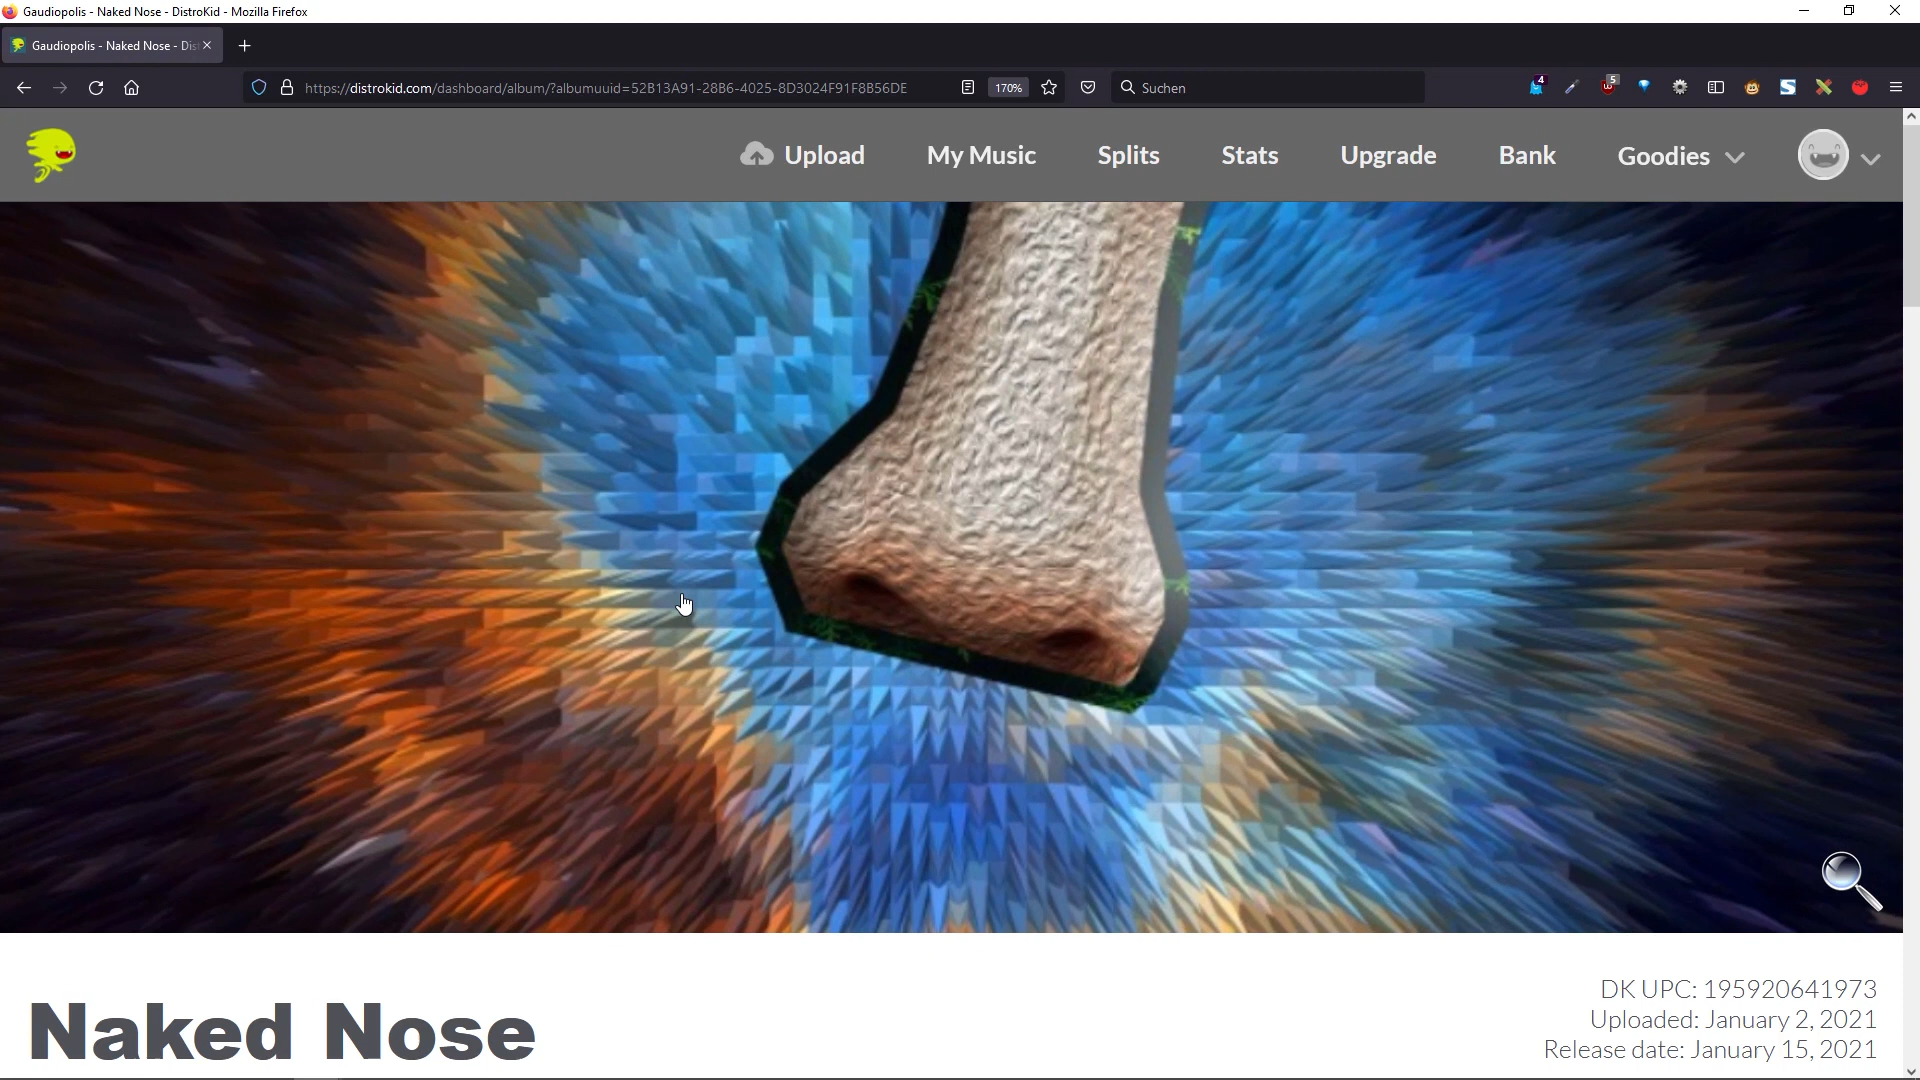 Gaudiopolis - Naked Nose - DistroKid - Mozilla Firefox
Gaudiopolis - Naked Nose - Dis
https://distrokid.com/dashboard/album/?albumuuid=52B13A91-28B6-4025-8D3024F91F8B56DE
170%
Suchen
4
5
Upload
My Music
Splits
Stats
Upgrade
Bank
Goodies
Naked Nose
DK UPC: 195920641973
Uploaded: January 2, 2021
Release date: January 15, 2021